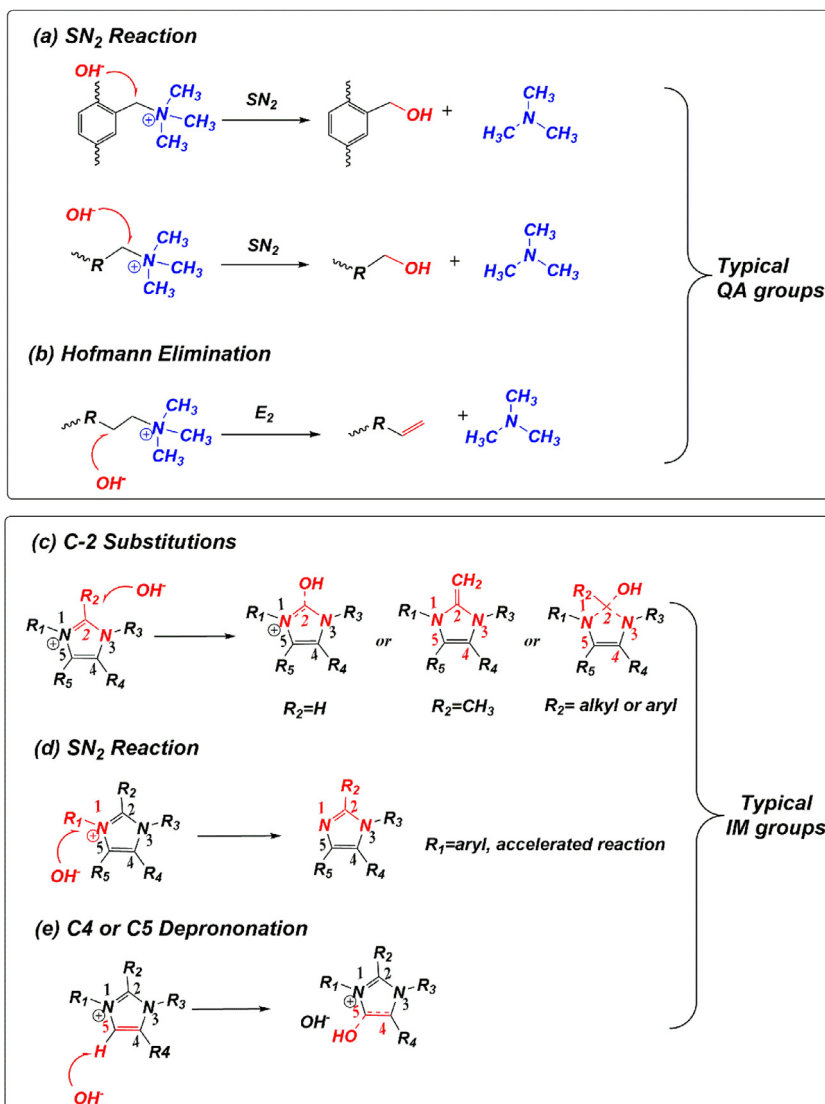 (a) SN2 Reaction
OH-
CH3
N
CH3
⊕
CH3
SN2
OH
+
CH3
N
H3C
CH3
OH-
R
CH3
N
CH3
⊕
CH3
SN2
R
OH
+
CH3
N
H3C
CH3
Typical
QA groups
(b) Hofmann Elimination
R
CH3
N
CH3
⊕
CH3
OH-
E2
R
+
CH3
N
H3C
CH3
(c) C-2 Substitutions
R2
OH-
R1 N 1 2 N 3 R3
⊕
5 4
R5 R4
OH
R1 N 1 2 N 3 R3
⊕
5 4
R5 R4
R2=H
or
CH2
R1 N 1 2 N 3 R3
5 4
R5 R4
R2=CH3
or
R2 OH
R1 N 1 2 N 3 R3
5 4
R5 R4
R2= alkyl or aryl
(d) SN2 Reaction
R2
R1 N 1 2 N 3 R3
⊕
5 4
R5 R4
OH-
R2
N 1 2 N 3 R3
5 4
R5 R4
R1=aryl, accelerated reaction
Typical
IM groups
(e) C4 or C5 Deprononation
R2
R1 N 1 2 N 3 R3
⊕
5 4
H R4
OH-
R2
R1 N 1 2 N 3 R3
⊕
OH- 5 4
HO R4